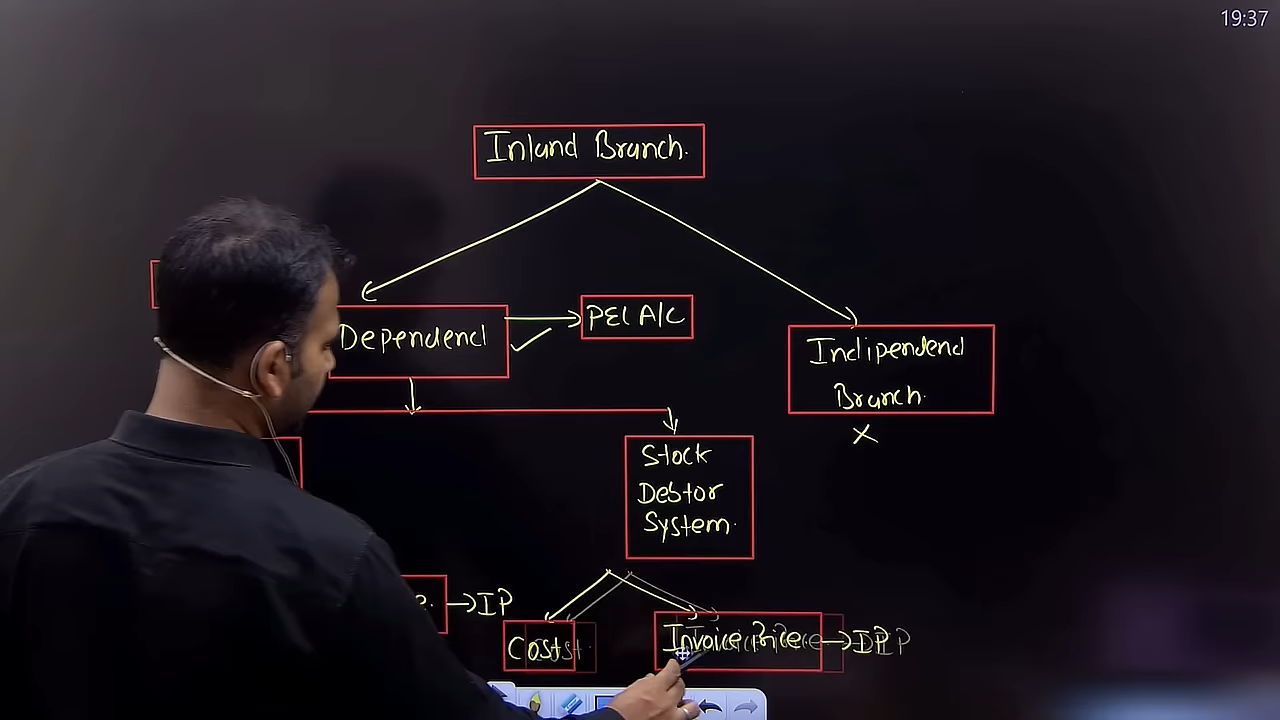 19:37
Inland Branch.
Dependend
PEL A/C
Indipendend
Branch.
X
Stock
Debtor
System.
e. → IP
Cost
Invoice Price → IP